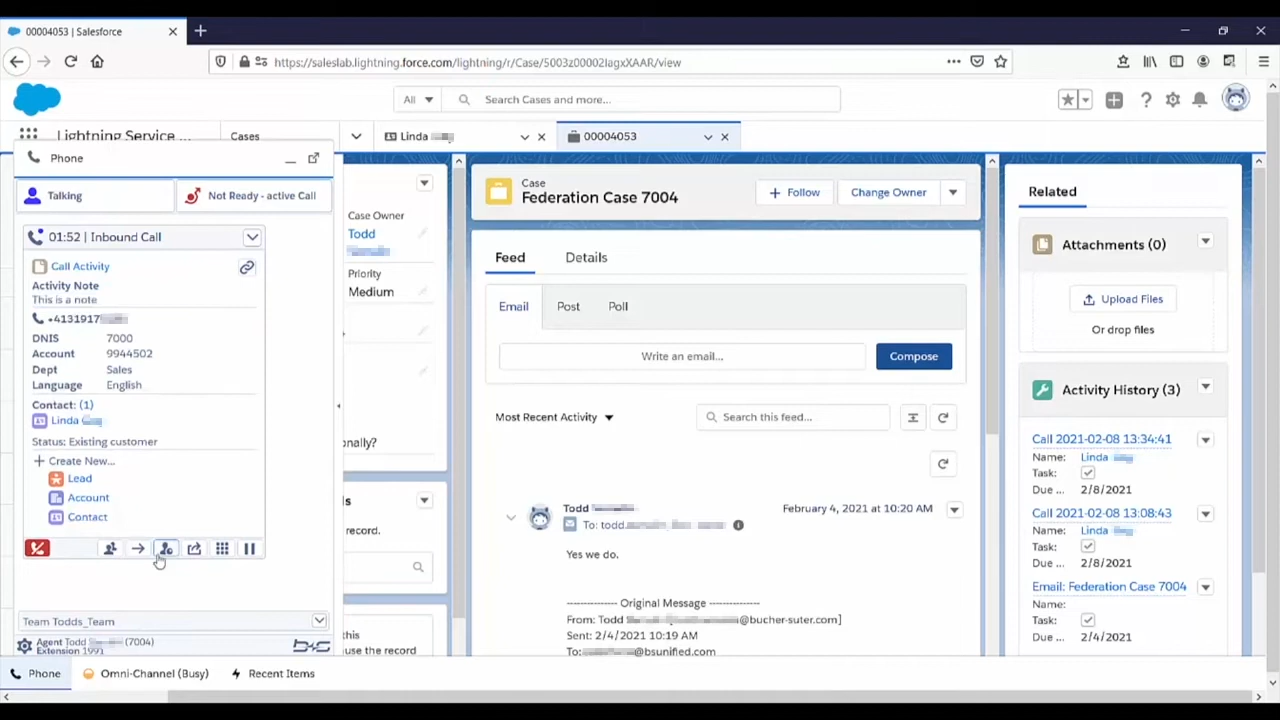 00004053 | Salesforce
https://saleslab.lightning.force.com/lightning/r/Case/5003z00002IagxXAAR/view
All
Search Cases and more...
Lightning Service ...
Cases
Linda
00004053
Phone
Talking
Not Ready - active Call
01:52 | Inbound Call
Call Activity
Activity Note
This is a note
+4131917
DNIS 7000
Account 9944502
Dept Sales
Language English
Contact: (1)
Linda
Status: Existing customer
Create New...
Lead
Account
Contact
Team Todds_Team
Agent Todd (7004)
Extension 1991
b+s
Case Owner
Todd
Priority
Medium
onally?
ls
record.
this
use the record
Case
Federation Case 7004
Follow
Change Owner
Feed
Details
Email
Post
Poll
Write an email...
Compose
Most Recent Activity
Search this feed...
Todd
February 4, 2021 at 10:20 AM
To: todd
Yes we do.
--------------- Original Message ---------------
From: Todd @bucher-suter.com]
Sent: 2/4/2021 10:19 AM
To: @bsunified.com
Related
Attachments (0)
Upload Files
Or drop files
Activity History (3)
Call 2021-02-08 13:34:41
Name: Linda
Task:
Due ... 2/8/2021
Call 2021-02-08 13:08:43
Name: Linda
Task:
Due ... 2/8/2021
Email: Federation Case 7004
Name:
Task:
Due ... 2/4/2021
Phone
Omni-Channel (Busy)
Recent Items